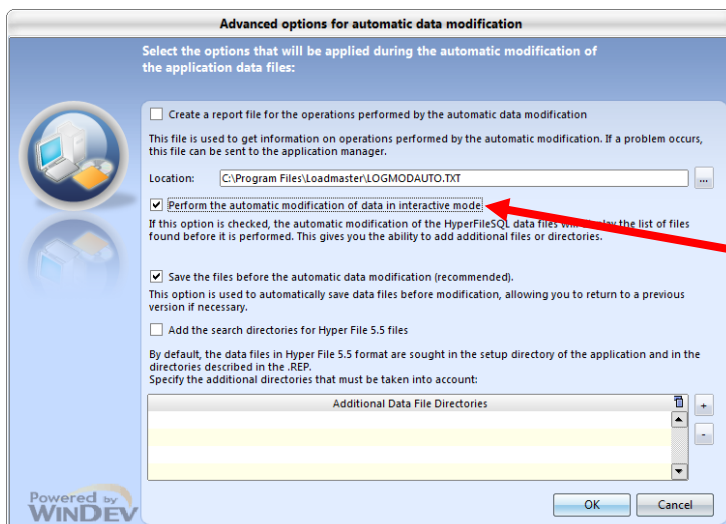 Advanced options for automatic data modification
Select the options that will be applied during the automatic modification of
the application data files:
Create a report file for the operations performed by the automatic data modification
This file is used to get information on operations performed by the automatic modification. If a problem occurs,
this file can be sent to the application manager.
Location: C:\Program Files\Loadmaster\LOGMODAUTO.TXT ...
Perform the automatic modification of data in interactive mode
If this option is checked, the automatic modification of the HyperFileSQL data files the list of files
found before it is performed. This gives you the ability to add additional files or directories.
Save the files before the automatic data modification (recommended).
This option is used to automatically save data files before modification, allowing you to return to a previous
version if necessary.
Add the search directories for Hyper File 5.5 files
By default, the data files in Hyper File 5.5 format are sought in the setup directory of the application and in the
directories described in the .REP.
Specify the additional directories that must be taken into account:
Additional Data File Directories
+
-
Powered by
WINDEV
OK Cancel